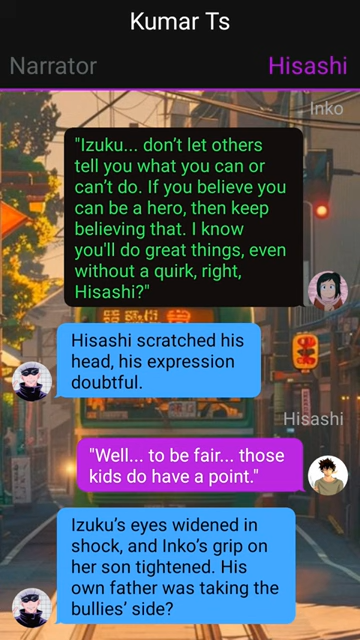 Kumar Ts
Narrator
Hisashi
Inko
"Izuku... don’t let others
tell you what you can or
can’t do. If you believe you
can be a hero, then keep
believing that. I know
you'll do great things, even
without a quirk, right,
Hisashi?"
Hisashi scratched his
head, his expression
doubtful.
Hisashi
"Well... to be fair... those
kids do have a point."
Izuku’s eyes widened in
shock, and Inko’s grip on
her son tightened. His
own father was taking the
bullies’ side?